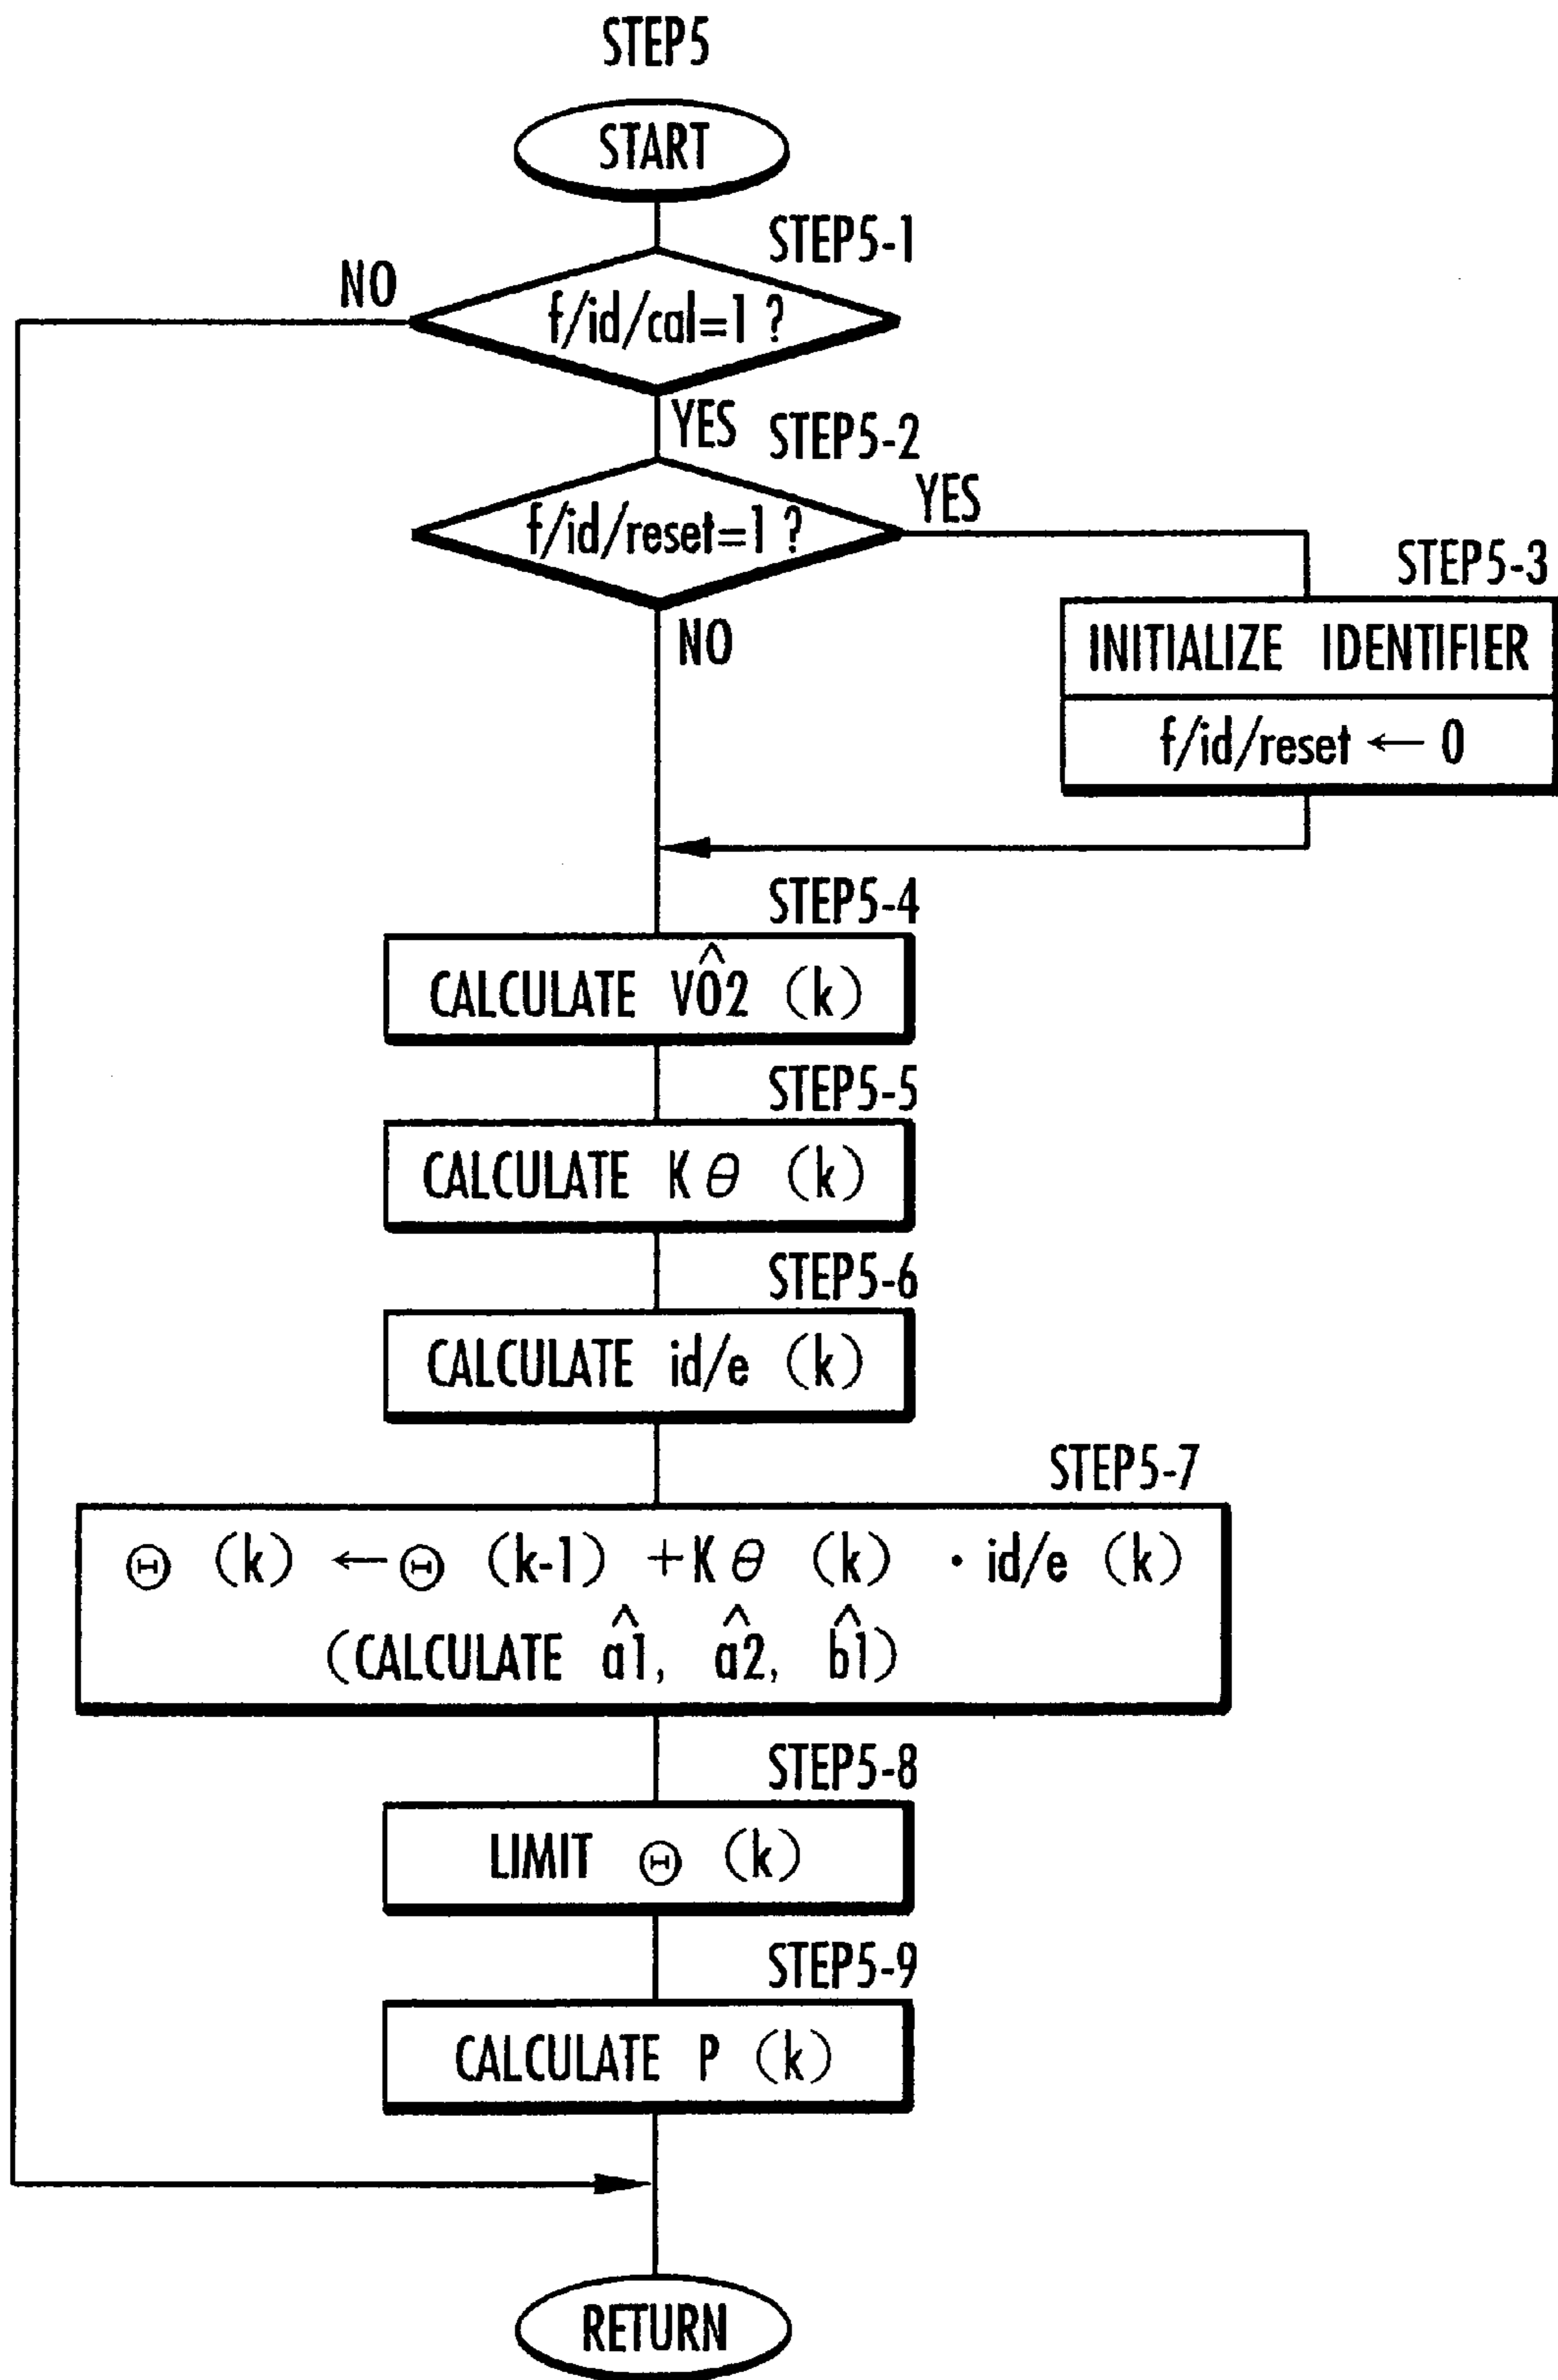 STEP5
START
STEP5-1
NO
f/id/cal=1 ?
YES
STEP5-2
YES
f/id/reset=1 ?
STEP5-3
NO
INITIALIZE IDENTIFIER
f/id/reset ← 0
STEP5-4
CALCULATE VÔ2 (k)
STEP5-5
CALCULATE Kθ (k)
STEP5-6
CALCULATE id/e (k)
STEP5-7
Θ (k) ← Θ (k-1) +Kθ (k) · id/e (k)
(CALCULATE â1, â2, b̂1)
STEP5-8
LIMIT Θ (k)
STEP5-9
CALCULATE P (k)
RETURN